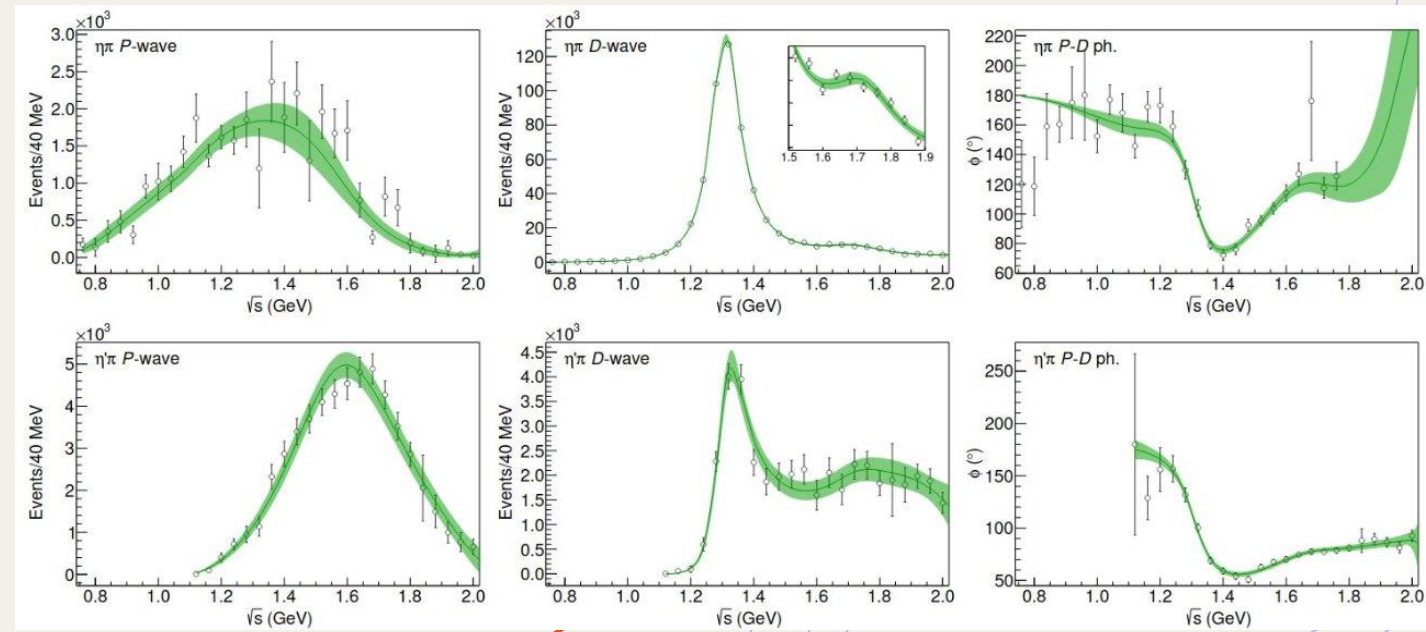 ×10³
ηπ P-wave
3.0
2.5
2.0
1.5
1.0
0.5
0.0
Events/40 MeV
0.8 1.0 1.2 1.4 1.6 1.8 2.0
√s (GeV)
×10³
ηπ D-wave
120
100
80
60
40
20
0
Events/40 MeV
1.5 1.6 1.7 1.8 1.9
0.8 1.0 1.2 1.4 1.6 1.8 2.0
√s (GeV)
ηπ P-D ph.
220
200
180
160
140
120
100
80
60
ϕ (°)
0.8 1.0 1.2 1.4 1.6 1.8 2.0
√s (GeV)
×10³
η'π P-wave
5
4
3
2
1
0
Events/40 MeV
0.8 1.0 1.2 1.4 1.6 1.8 2.0
√s (GeV)
×10³
η'π D-wave
4.5
4.0
3.5
3.0
2.5
2.0
1.5
1.0
0.5
0.0
Events/40 MeV
0.8 1.0 1.2 1.4 1.6 1.8 2.0
√s (GeV)
η'π P-D ph.
250
200
150
100
50
ϕ (°)
0.8 1.0 1.2 1.4 1.6 1.8 2.0
√s (GeV)